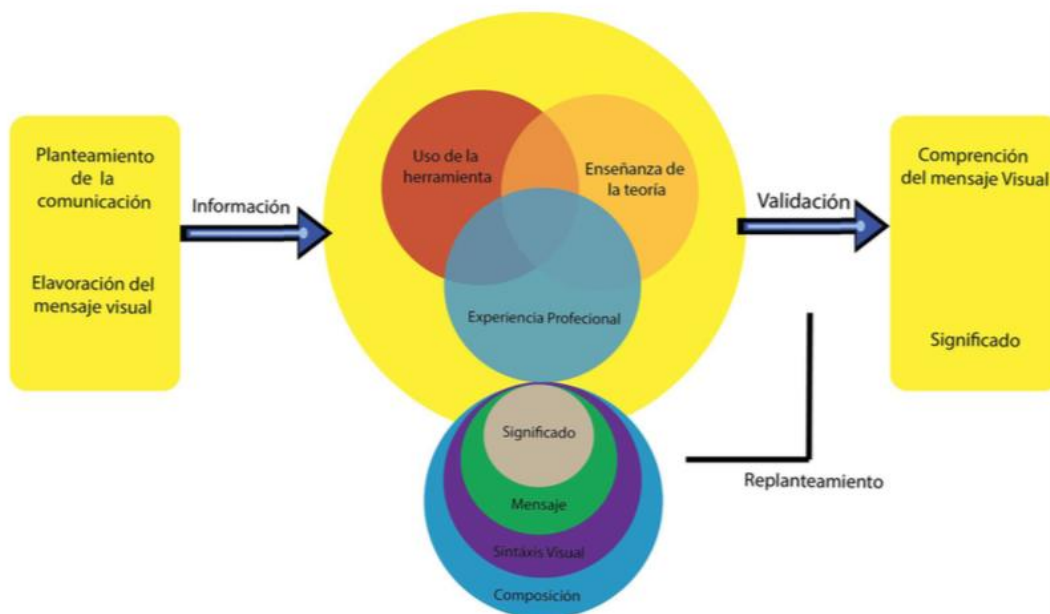 Planteamiento
de la
comunicación
Elavoración del
mensaje visual
Información
Uso de la
herramienta
Enseñanza de
la teoría
Experiencia Profecional
Significado
Mensaje
Sintáxis Visual
Composición
Validación
Replanteamiento
Comprención
del mensaje Visual
Significado